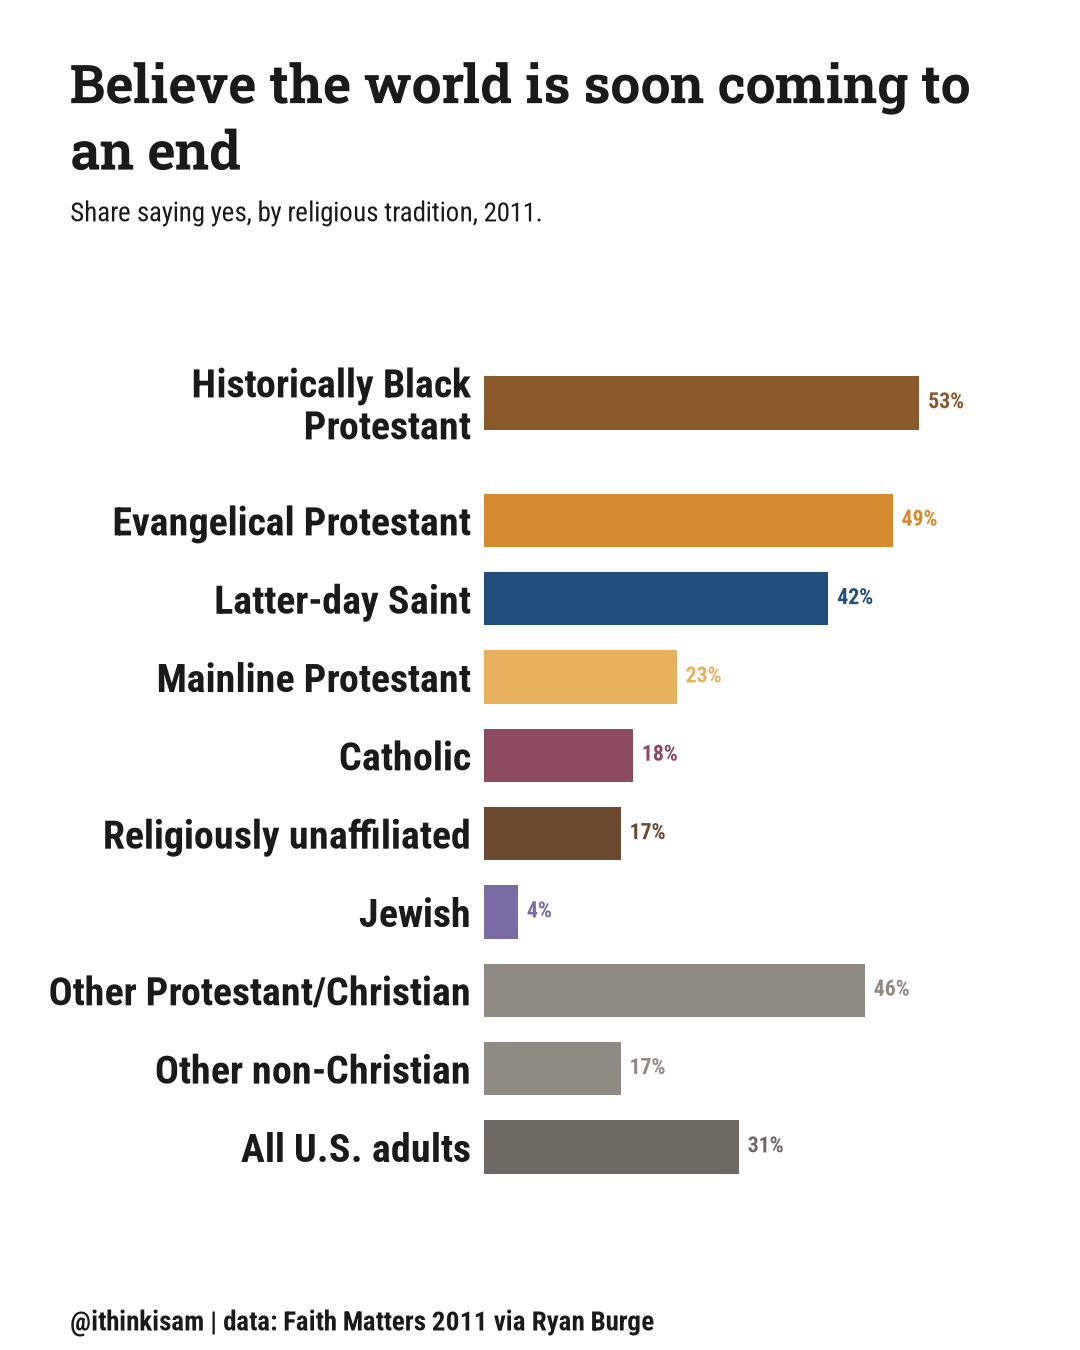 Believe the world is soon coming to
an end
Share saying yes, by religious tradition, 2011.
Historically Black
Protestant
53%
Evangelical Protestant
49%
Latter-day Saint
42%
Mainline Protestant
23%
Catholic
18%
Religiously unaffiliated
17%
Jewish
4%
Other Protestant/Christian
46%
Other non-Christian
17%
All U.S. adults
31%
@ithinkisam | data: Faith Matters 2011 via Ryan Burge